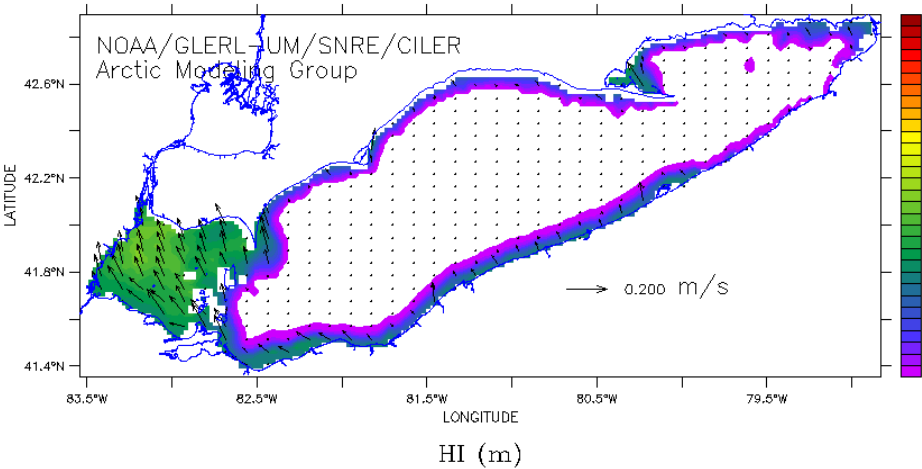 NOAA/GLERL-UM/SNRE/CILER
Arctic Modeling Group
42.6°N
42.2°N
LATITUDE
41.8°N
0.200 m/s
41.4°N
83.5°W 82.5°W 81.5°W 80.5°W 79.5°W
LONGITUDE
HI (m)